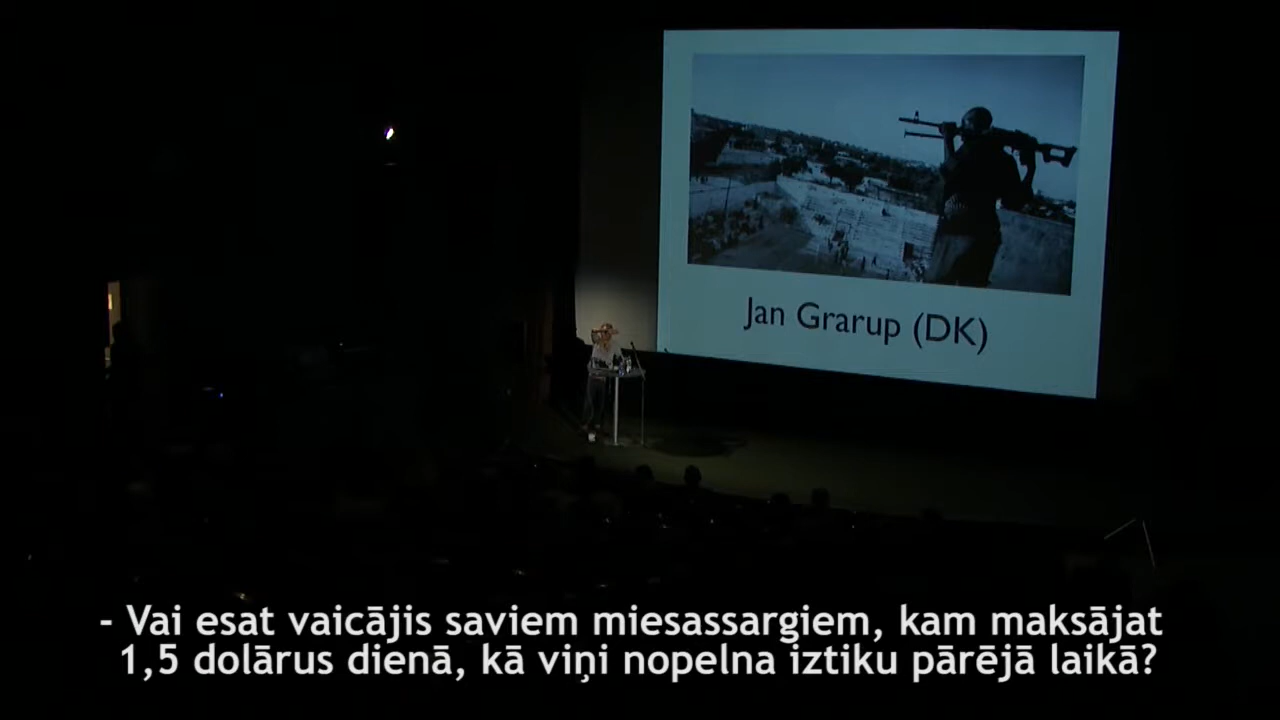 Jan Grarup (DK)
- Vai esat vaicājis saviem miesassargiem, kam maksājat
1,5 dolārus dienā, kā viņi nopelna iztiku pārējā laikā?